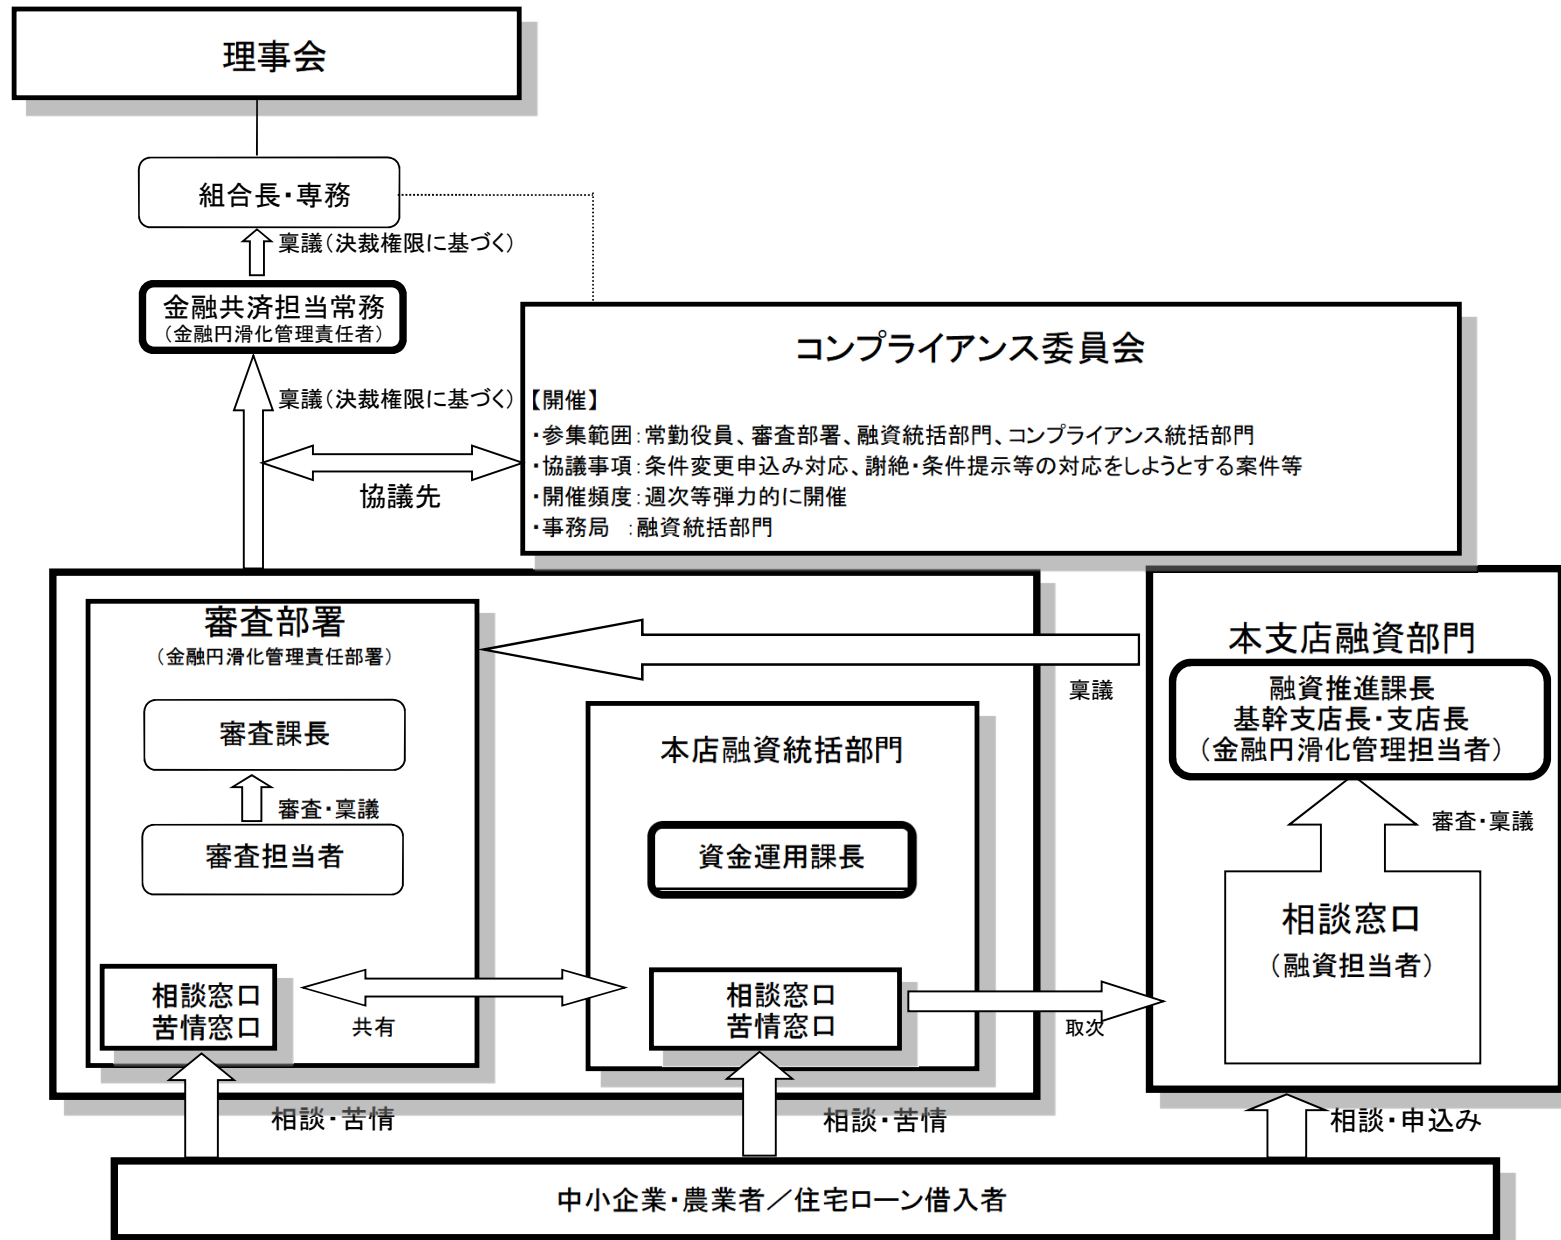 理事会
組合長・専務
稟議(決裁権限に基づく)
金融共済担当常務
(金融円滑化管理責任者)
稟議(決裁権限に基づく)
協議先
コンプライアンス委員会
【開催】
・参集範囲:常勤役員、審査部署、融資統括部門、コンプライアンス統括部門
・協議事項:条件変更申込み対応、謝絶・条件提示等の対応をしようとする案件等
・開催頻度:週次等弾力的に開催
・事務局 :融資統括部門
審査部署
(金融円滑化管理責任部署)
審査課長
審査・稟議
審査担当者
相談窓口
苦情窓口
共有
本店融資統括部門
資金運用課長
相談窓口
苦情窓口
取次
稟議
本支店融資部門
融資推進課長
基幹支店長・支店長
(金融円滑化管理担当者)
審査・稟議
相談窓口
(融資担当者)
相談・苦情
相談・苦情
相談・申込み
中小企業・農業者/住宅ローン借入者